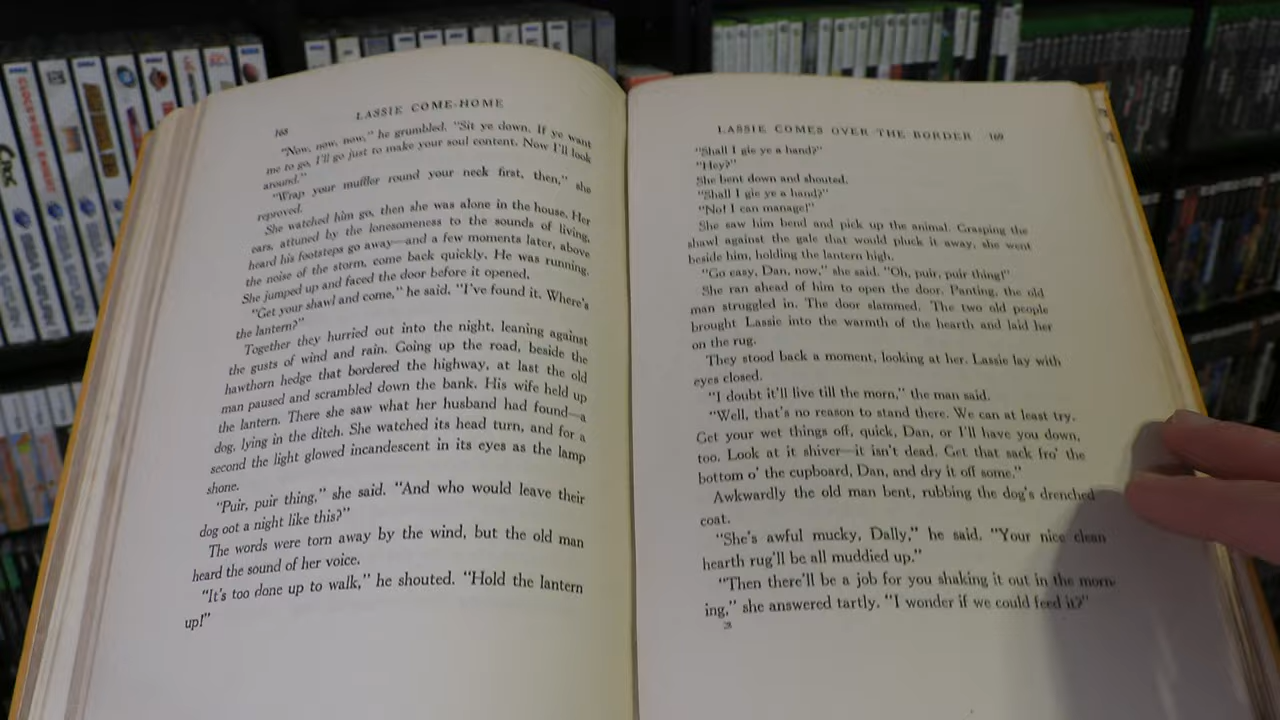 168
LASSIE COME-HOME
"Now, now, now," he grumbled. "Sit ye down. If ye want
me to go, I'll go just to make your soul content. Now I'll look
around."
"Wrap your muffler round your neck first, then," she
reproved.
She watched him go, then she was alone in the house. Her
ears, attuned by the lonesomeness to the sounds of living,
heard his footsteps go away—and a few moments later, above
the noise of the storm, come back quickly. He was running.
She jumped up and faced the door before it opened.
"Get your shawl and come," he said. "I've found it. Where's
the lantern?"
Together they hurried out into the night, leaning against
the gusts of wind and rain. Going up the road, beside the
hawthorn hedge that bordered the highway, at last the old
man paused and scrambled down the bank. His wife held up
the lantern. There she saw what her husband had found—a
dog, lying in the ditch. She watched its head turn, and for a
second the light glowed incandescent in its eyes as the lamp
shone.
"Puir, puir thing," she said. "And who would leave their
dog oot a night like this?"
The words were torn away by the wind, but the old man
heard the sound of her voice.
"It's too done up to walk," he shouted. "Hold the lantern
up!"
LASSIE COMES OVER THE BORDER 169
"Shall I gie ye a hand?"
"Hey?"
She bent down and shouted.
"Shall I gie ye a hand?"
"No! I can manage!"
She saw him bend and pick up the animal. Grasping the
shawl against the gale that would pluck it away, she went
beside him, holding the lantern high.
"Go easy, Dan, now," she said. "Oh, puir, puir thing!"
She ran ahead of him to open the door. Panting, the old
man struggled in. The door slammed. The two old people
brought Lassie into the warmth of the hearth and laid her
on the rug.
They stood back a moment, looking at her. Lassie lay with
eyes closed.
"I doubt it'll live till the morn," the man said.
"Well, that's no reason to stand there. We can at least try.
Get your wet things off, quick, Dan, or I'll have you down,
too. Look at it shiver—it isn't dead. Get that sack fro' the
bottom o' the cupboard, Dan, and dry it off some."
Awkwardly the old man bent, rubbing the dog's drenched
coat.
"She's awful mucky, Dally," he said. "Your nice clean
hearth rug'll be all muddied up."
"Then there'll be a job for you shaking it out in the morn-
ing," she answered tartly. "I wonder if we could feed it?"
CROC
CLOCKWORK KNIGHT
SEGA SATURN
SEGA SATURN
SEGA SATURN